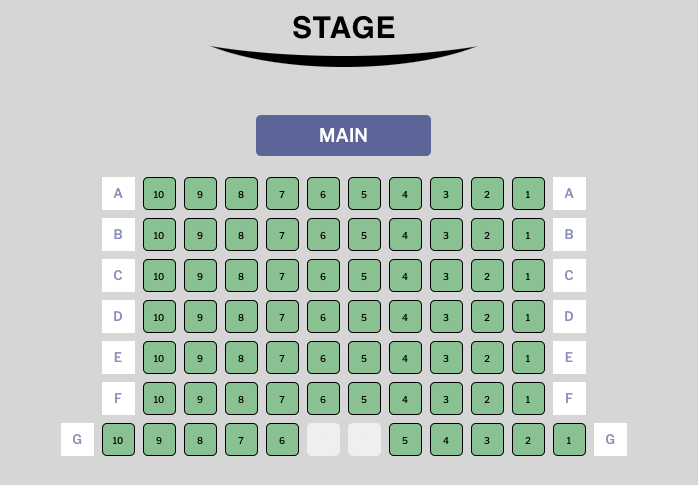 STAGE
MAIN
A 10 9 8 7 6 5 4 3 2 1 A
B 10 9 8 7 6 5 4 3 2 1 B
C 10 9 8 7 6 5 4 3 2 1 C
D 10 9 8 7 6 5 4 3 2 1 D
E 10 9 8 7 6 5 4 3 2 1 E
F 10 9 8 7 6 5 4 3 2 1 F
G 10 9 8 7 6 5 4 3 2 1 G